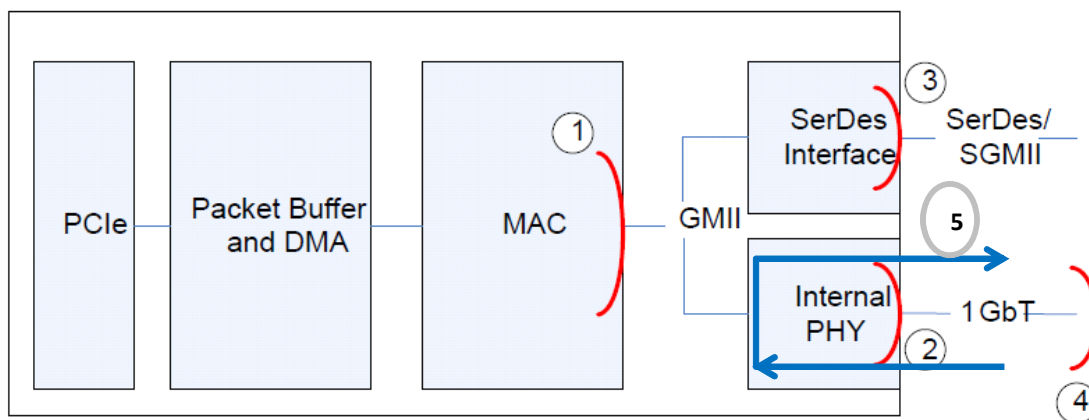 PCIe
Packet Buffer
and DMA
MAC
1
GMII
SerDes
Interface
3
SerDes/
SGMII
5
Internal
PHY
1GbT
2
4